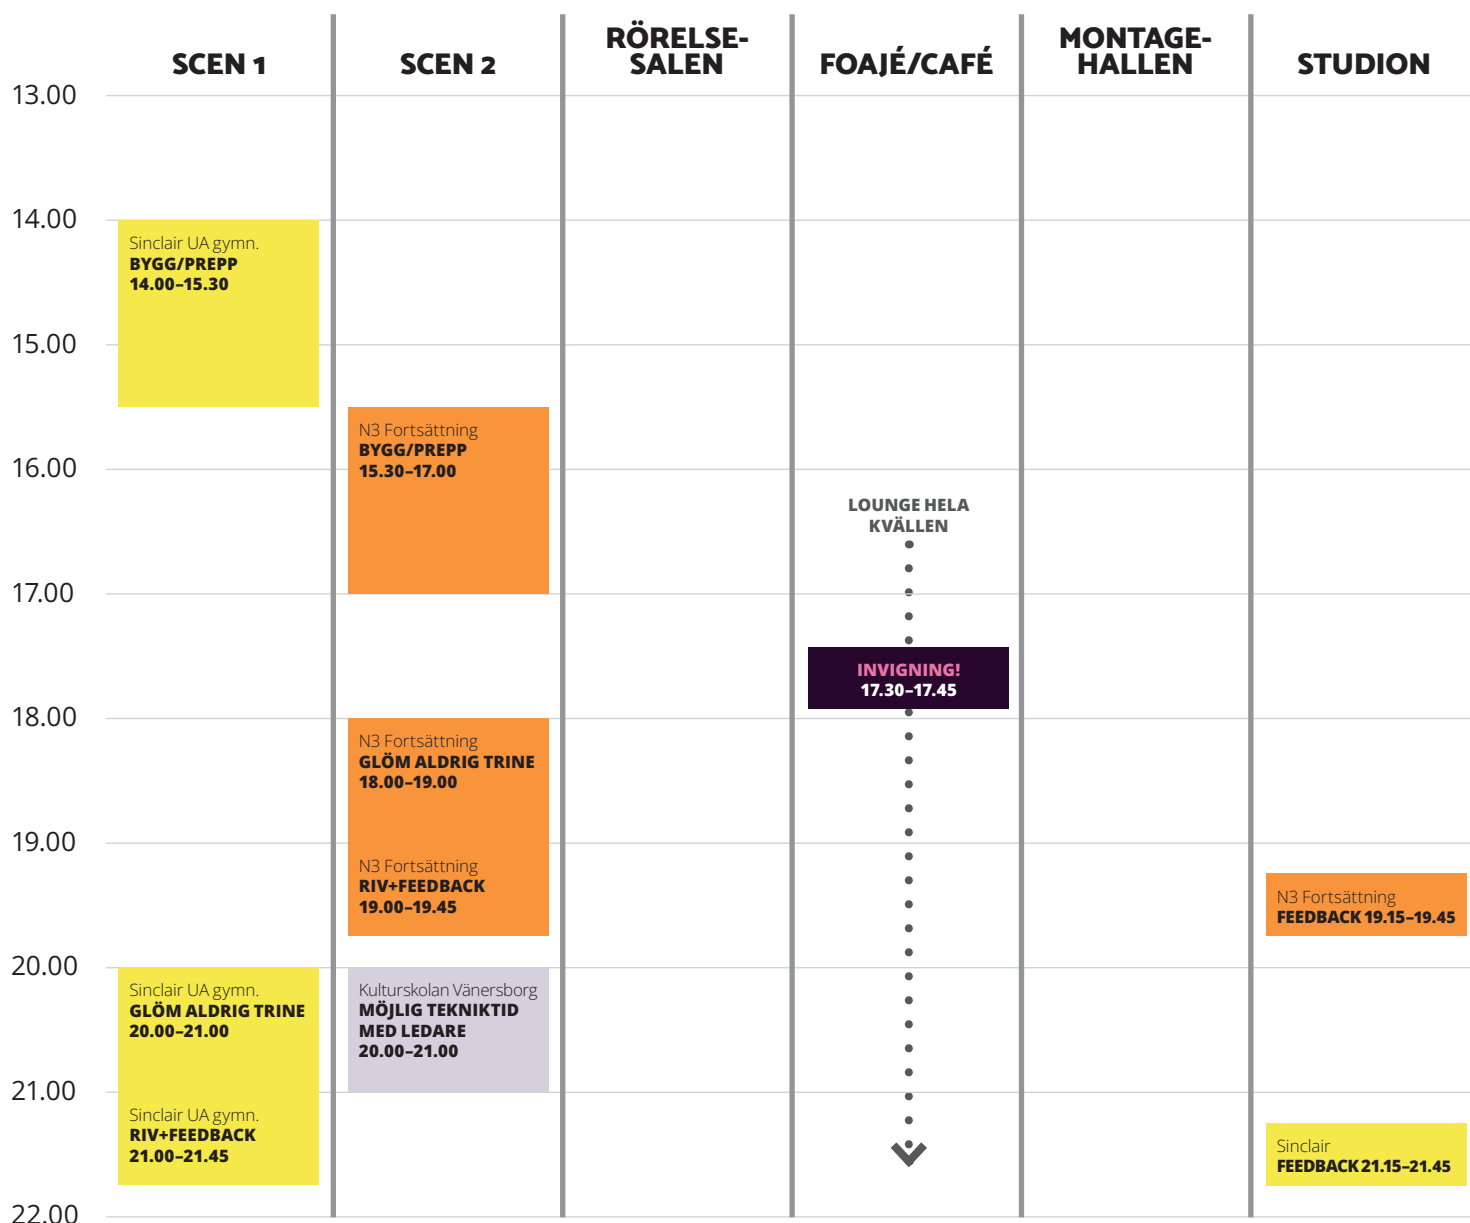 SCEN 1
SCEN 2
RÖRELSE-
SALEN
FOAJÉ/CAFÉ
MONTAGE-
HALLEN
STUDION
13.00
14.00
Sinclair UA gymn.
BYGG/PREPP
14.00–15.30
15.00
N3 Fortsättning
BYGG/PREPP
15.30–17.00
16.00
LOUNGE HELA
KVÄLLEN
17.00
INVIGNING!
17.30–17.45
18.00
N3 Fortsättning
GLÖM ALDRIG TRINE
18.00–19.00
19.00
N3 Fortsättning
RIV+FEEDBACK
19.00–19.45
N3 Fortsättning
FEEDBACK 19.15–19.45
20.00
Sinclair UA gymn.
GLÖM ALDRIG TRINE
20.00–21.00
Kulturskolan Vänersborg
MÖJLIG TEKNIKTID
MED LEDARE
20.00–21.00
21.00
Sinclair UA gymn.
RIV+FEEDBACK
21.00–21.45
Sinclair
FEEDBACK 21.15–21.45
22.00